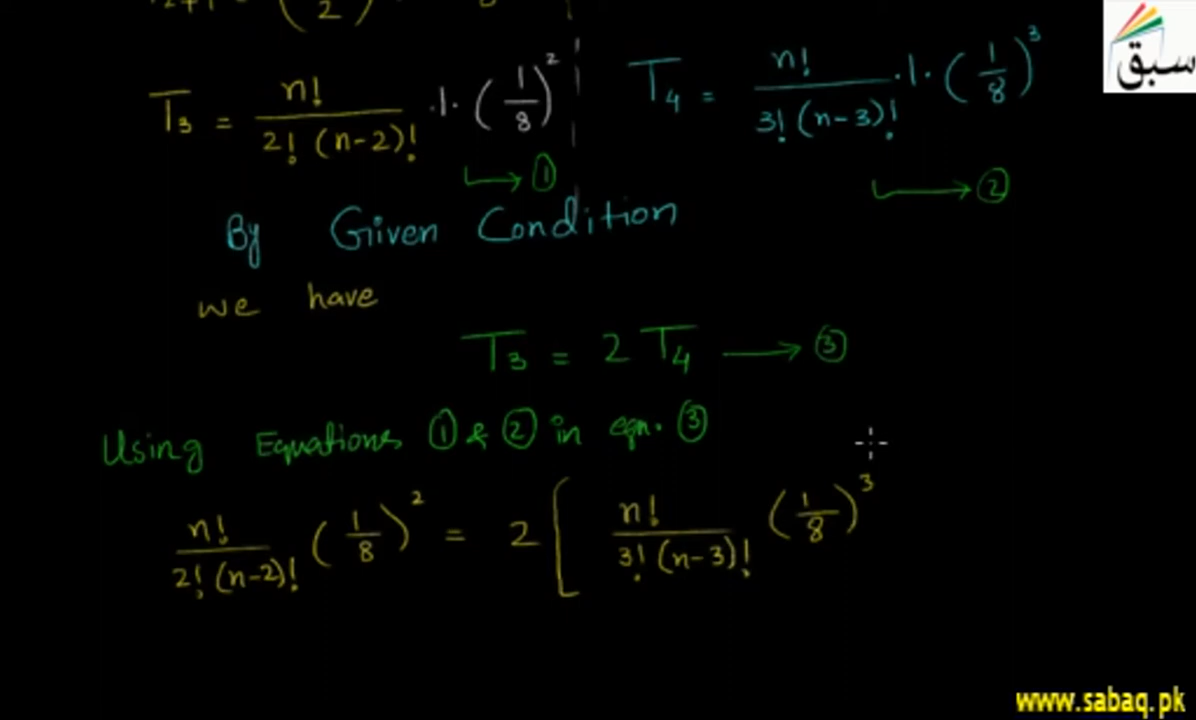 سبق
T₃ = n! / 2! (n-2)! .1. (1/8)²
↳ ①
T₄ = n! / 3! (n-3)! .1. (1/8)³
↳ ②
By Given Condition
we have
T₃ = 2 T₄ ⟶ ③
Using Equations ① & ② in eqn. ③
n! / 2! (n-2)! (1/8)² = 2 [ n! / 3! (n-3)! (1/8)³
www.sabaq.pk